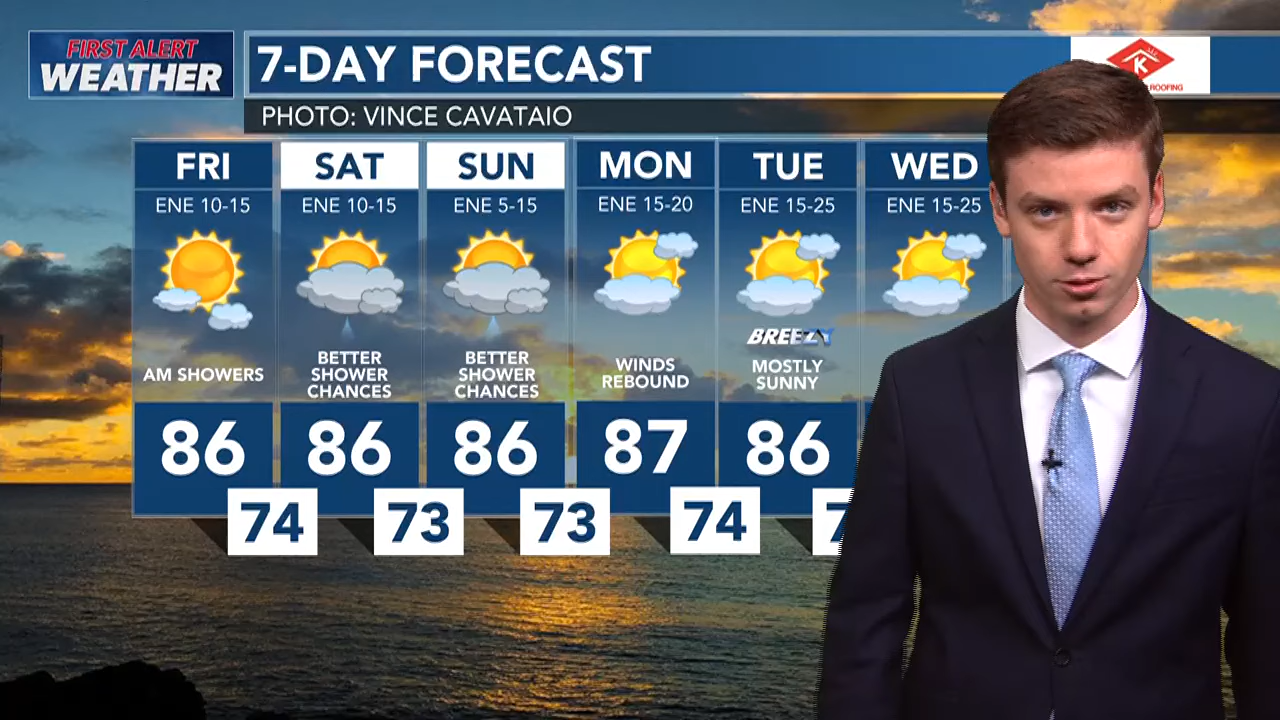 FIRST ALERT
WEATHER
7-DAY FORECAST
K
ROOFING
PHOTO: VINCE CAVATAIO
FRI
SAT
SUN
MON
TUE
WED
ENE 10-15
ENE 10-15
ENE 5-15
ENE 15-20
ENE 15-25
ENE 15-25
BREEZY
AM SHOWERS
BETTER
SHOWER
CHANCES
BETTER
SHOWER
CHANCES
WINDS
REBOUND
MOSTLY
SUNNY
86
86
86
87
86
74
73
73
74